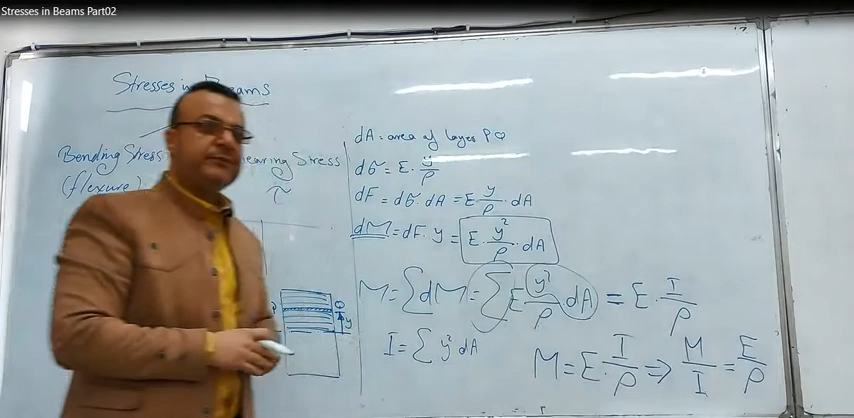 Stresses in Beams Part02
Stresses in Beams
Bending Stress
(flexure)
Shearing Stress
τ
dA = area of layer PQ
dσ = E · y/ρ
dF = dσ · dA = E y/ρ · dA
dM = dF · y = E · y²/ρ · dA
M = ∑ dM = ∑ E y²/ρ dA = E · I/ρ
I = ∑ y² dA
M = E · I/ρ ⇒ M/I = E/ρ
Q
y